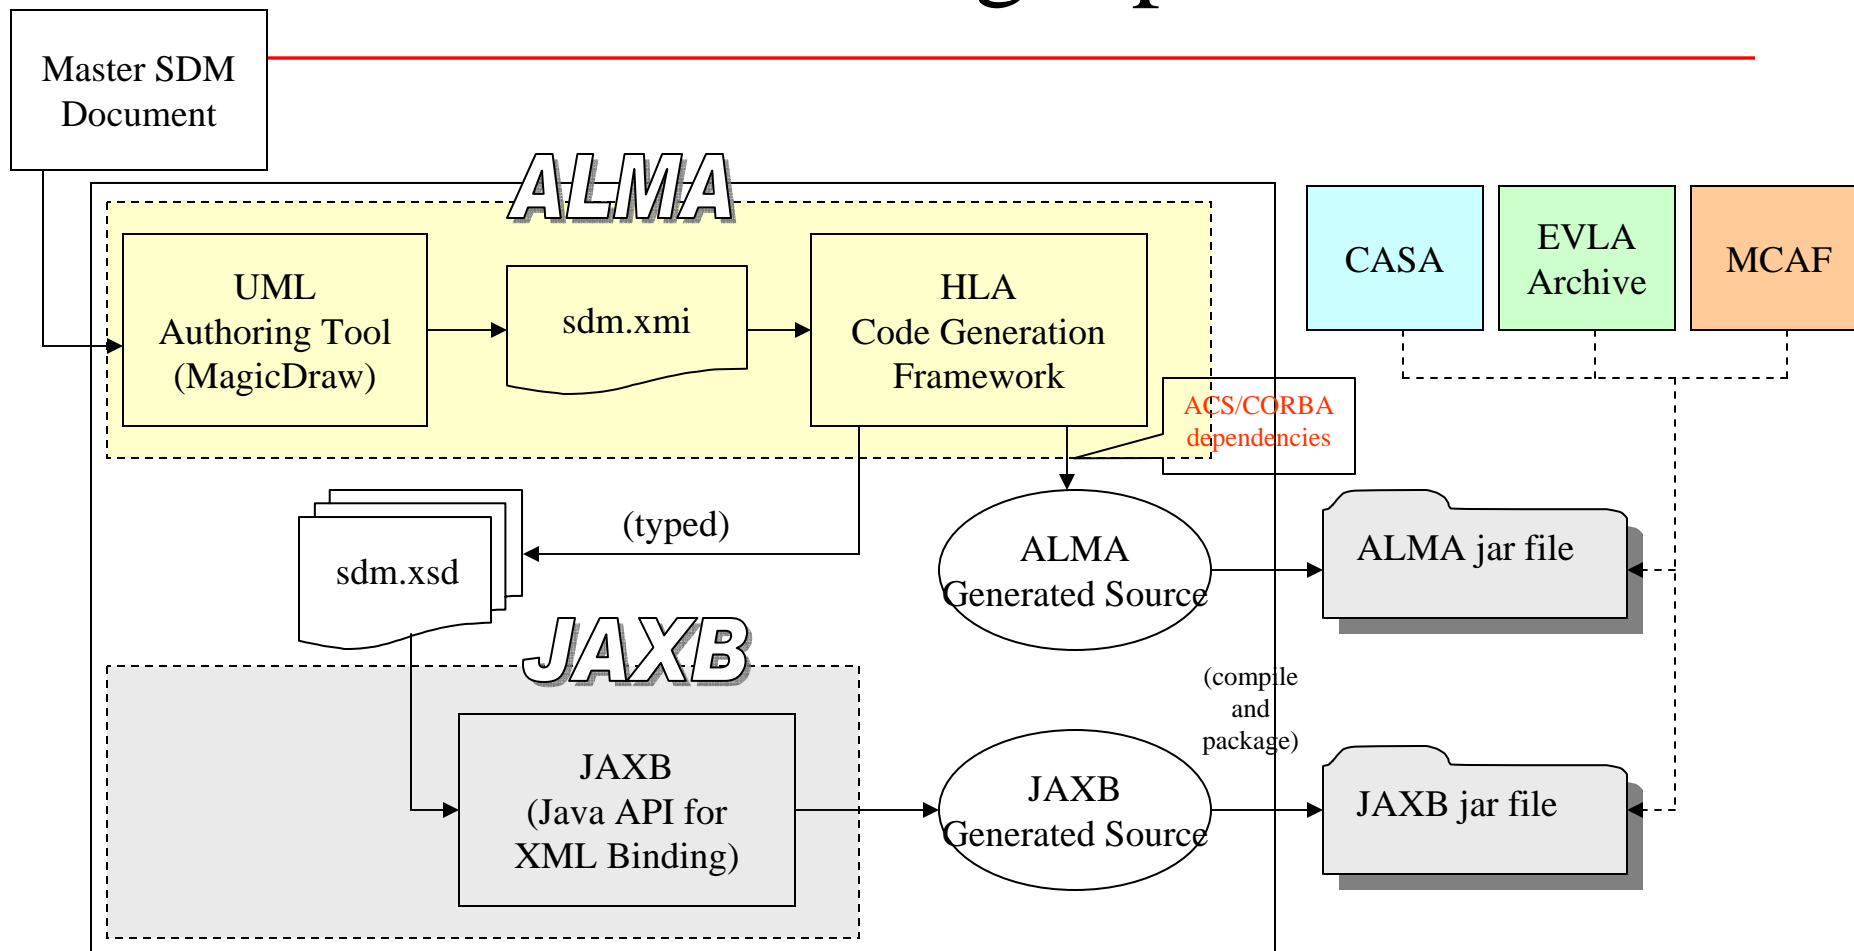 Master SDM
Document
ALMA
UML
Authoring Tool
(MagicDraw)
sdm.xmi
HLA
Code Generation
Framework
CASA
EVLA
Archive
MCAF
ACS/CORBA
dependencies
(typed)
sdm.xsd
ALMA
Generated Source
ALMA jar file
JAXB
(compile
and
package)
JAXB
(Java API for
XML Binding)
JAXB
Generated Source
JAXB jar file